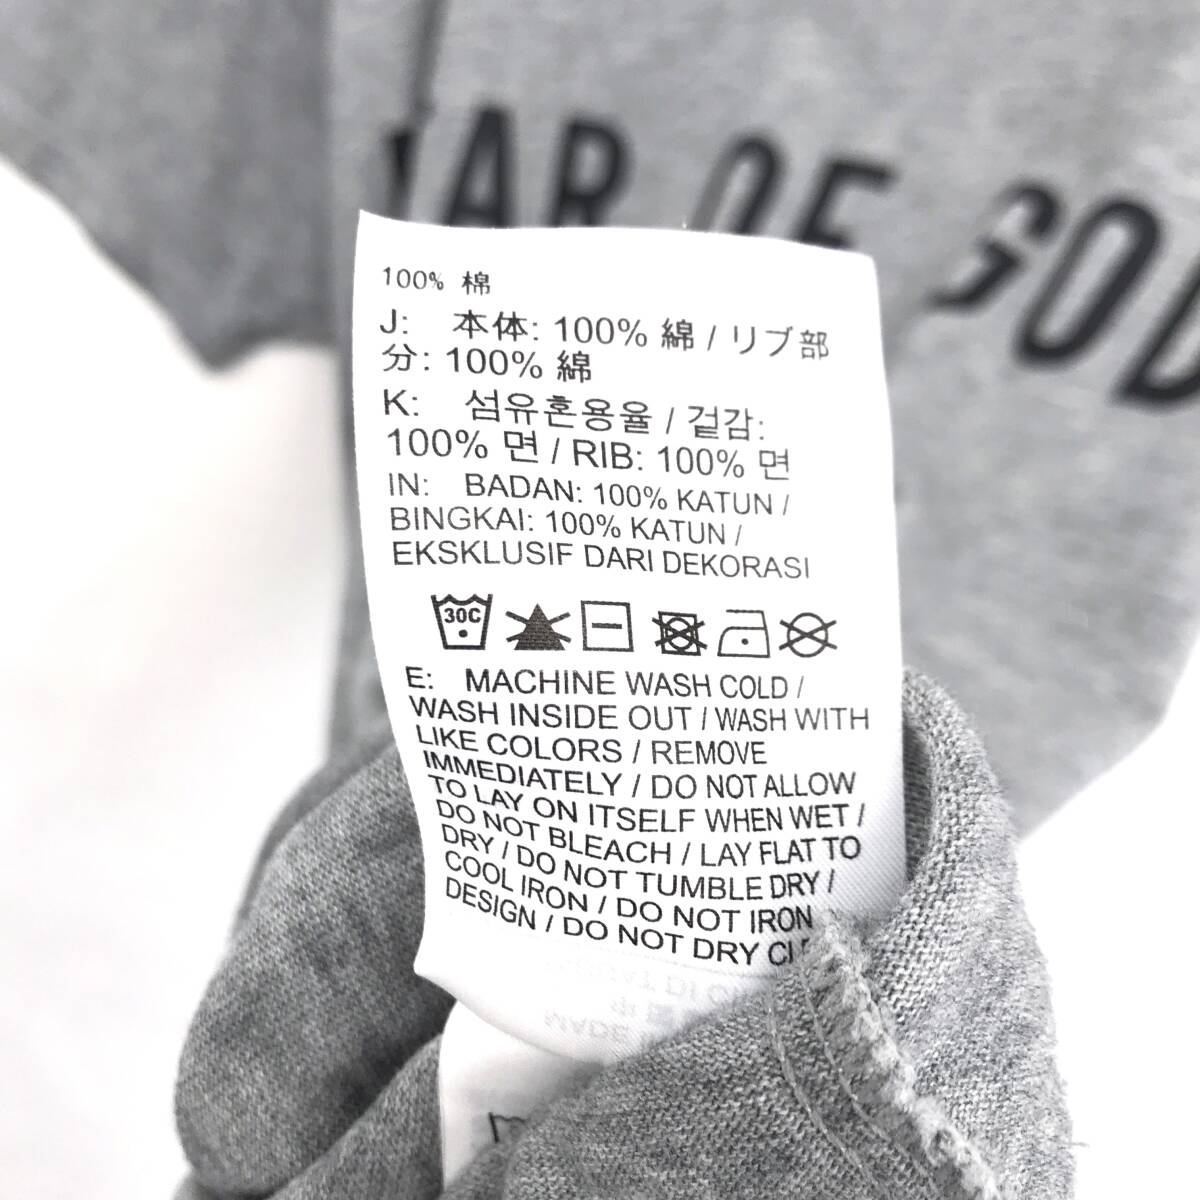 AR OF GOD
100% 棉
J: 本体: 100% 綿 / リブ部
分: 100% 綿
K: 섬유혼용율 / 겉감:
100% 면 / RIB: 100% 면
IN: BADAN: 100% KATUN /
BINGKAI: 100% KATUN /
EKSKLUSIF DARI DEKORASI
30C
E: MACHINE WASH COLD /
WASH INSIDE OUT / WASH WITH
LIKE COLORS / REMOVE
IMMEDIATELY / DO NOT ALLOW
TO LAY ON ITSELF WHEN WET /
DO NOT BLEACH / LAY FLAT TO
DRY / DO NOT TUMBLE DRY /
COOL IRON / DO NOT IRON
DESIGN / DO NOT DRY